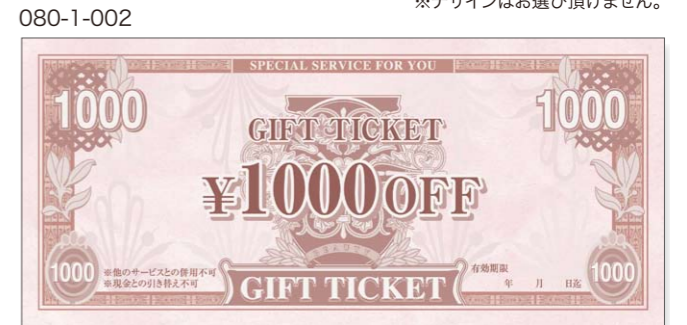 ※デザインはお選び頂けません。
080-1-002
SPECIAL SERVICE FOR YOU
1000
1000
GIFT TICKET
¥1000 OFF
1000
※他のサービスとの併用不可
※現金との引き替え不可
GIFT TICKET
有効期限
年 月 日迄
1000